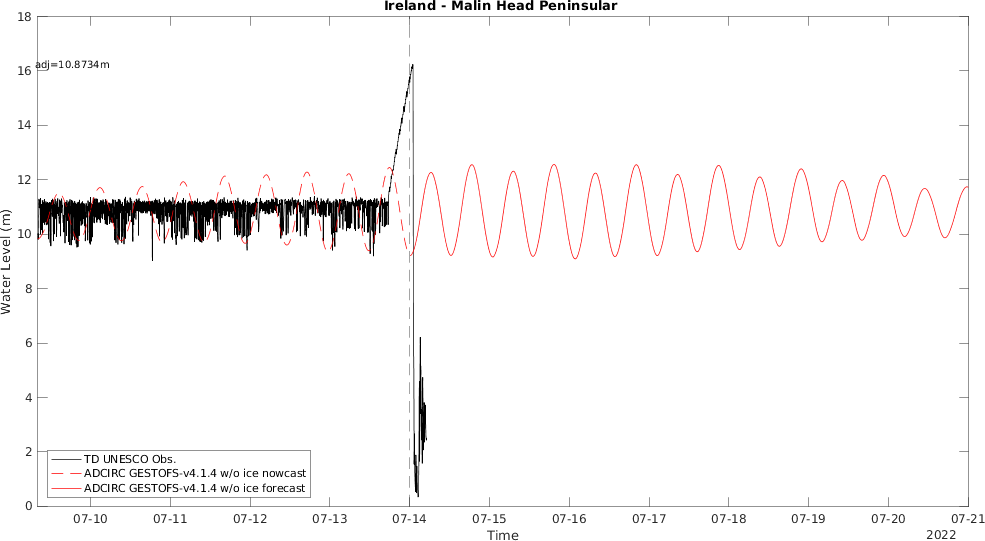 Ireland - Malin Head Peninsular
adj=10.8734m
18
16
14
12
10
8
6
4
2
0
Water Level (m)
TD UNESCO Obs.
ADCIRC GESTOFS-v4.1.4 w/o ice nowcast
ADCIRC GESTOFS-v4.1.4 w/o ice forecast
07-10 07-11 07-12 07-13 07-14 07-15 07-16 07-17 07-18 07-19 07-20 07-21
Time
2022